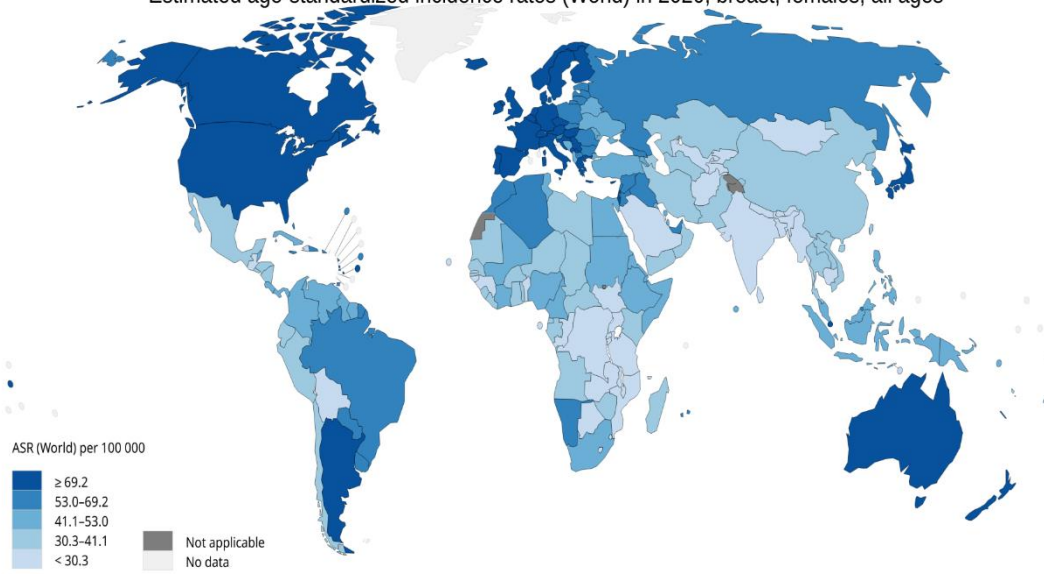 Estimated age-standardized incidence rates (World) in 2020, breast, females, all ages
ASR (World) per 100 000
≥ 69.2
53.0–69.2
41.1–53.0
30.3–41.1
< 30.3
Not applicable
No data